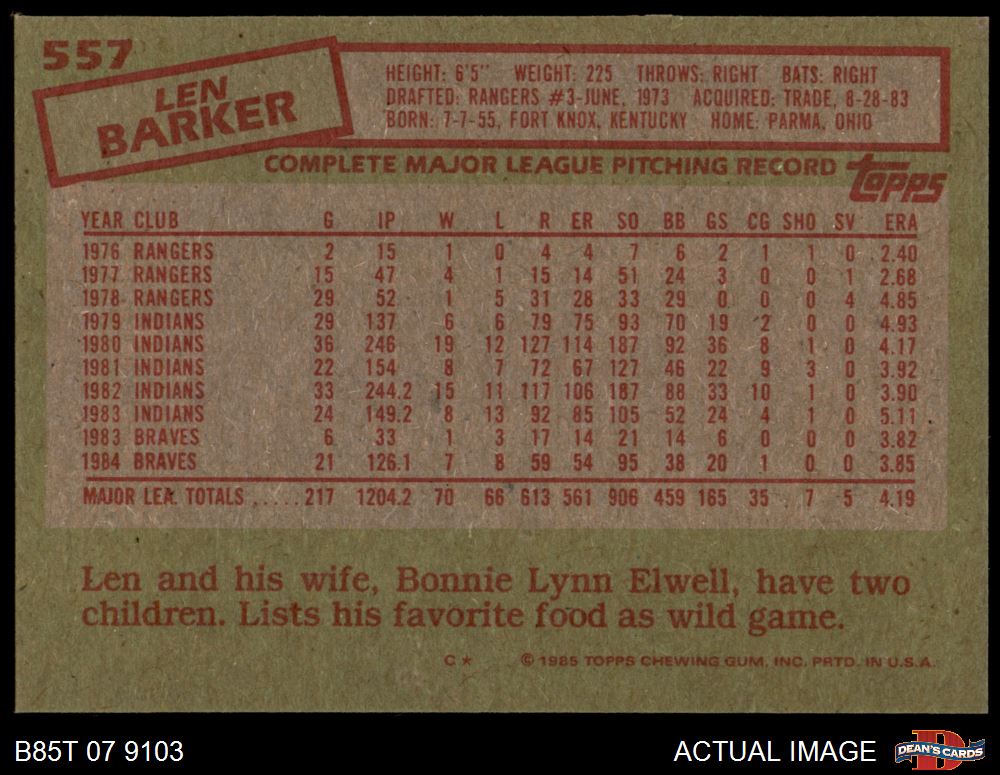 557
LEN
BARKER
HEIGHT: 6'5" WEIGHT: 225 THROWS: RIGHT BATS: RIGHT
DRAFTED: RANGERS #3-JUNE, 1973 ACQUIRED: TRADE, 8-28-83
BORN: 7-7-55, FORT KNOX, KENTUCKY HOME: PARMA, OHIO
COMPLETE MAJOR LEAGUE PITCHING RECORD topps
YEAR CLUB G IP W L R ER SO BB GS CG SHO SV ERA
1976 RANGERS 2 15 1 0 4 4 7 6 2 1 1 0 2.40
1977 RANGERS 15 47 4 1 15 14 51 24 3 0 0 1 2.68
1978 RANGERS 29 52 1 5 31 28 33 29 0 0 0 4 4.85
1979 INDIANS 29 137 6 6 79 75 93 70 19 2 0 0 4.93
1980 INDIANS 36 246 19 12 127 114 187 92 36 8 1 0 4.17
1981 INDIANS 22 154 8 7 72 67 127 46 22 9 3 0 3.92
1982 INDIANS 33 244.2 15 11 117 106 187 88 33 10 1 0 3.90
1983 INDIANS 24 149.2 8 13 92 85 105 52 24 4 1 0 5.11
1983 BRAVES 6 33 1 3 17 14 21 14 6 0 0 0 3.82
1984 BRAVES 21 126.1 7 8 59 54 95 38 20 1 0 0 3.85
MAJOR LEA. TOTALS ..... 217 1204.2 70 66 613 561 906 459 165 35 7 5 4.19
Len and his wife, Bonnie Lynn Elwell, have two
children. Lists his favorite food as wild game.
C * © 1985 TOPPS CHEWING GUM, INC. PRTD. IN U.S.A.
B85T 07 9103 ACTUAL IMAGE D DEAN'S CARDS